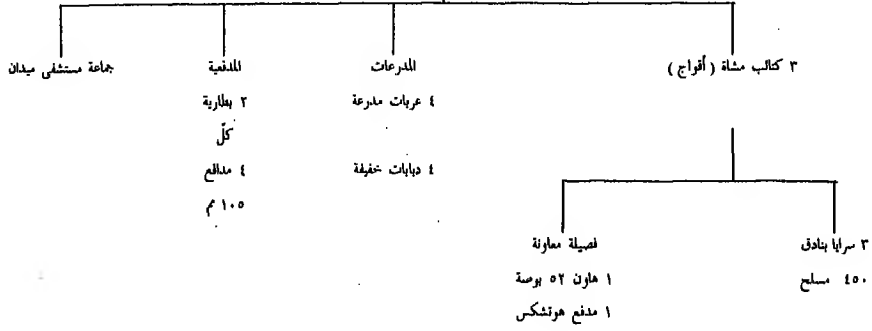 ٣ كتائب مشاة ( أفواج )
المدرعات
المدفعية
جماعة مستشفى ميدان
٤ عربات مدرعة
٢ بطارية
كلّ
٤ دبابات خفيفة
٤ مدافع
١٠٥ مم
٣ سرايا بنادق
فصيلة معاونة
٤٥٠ مسلح
١ هاون ٥٢ بوصة
١ مدفع هوتشكس